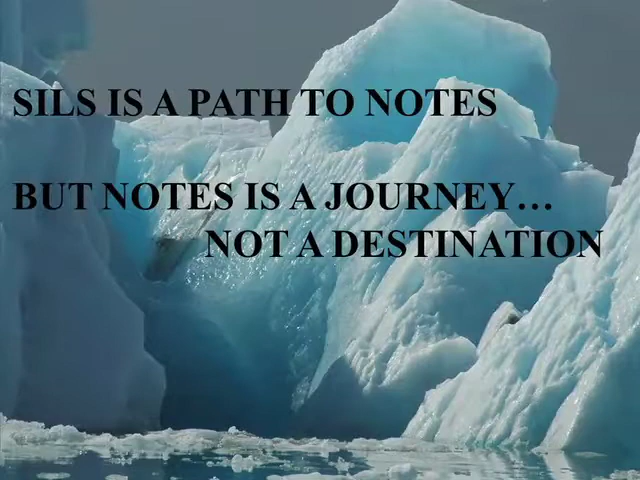 SILS IS A PATH TO NOTES
BUT NOTES IS A JOURNEY…
NOT A DESTINATION